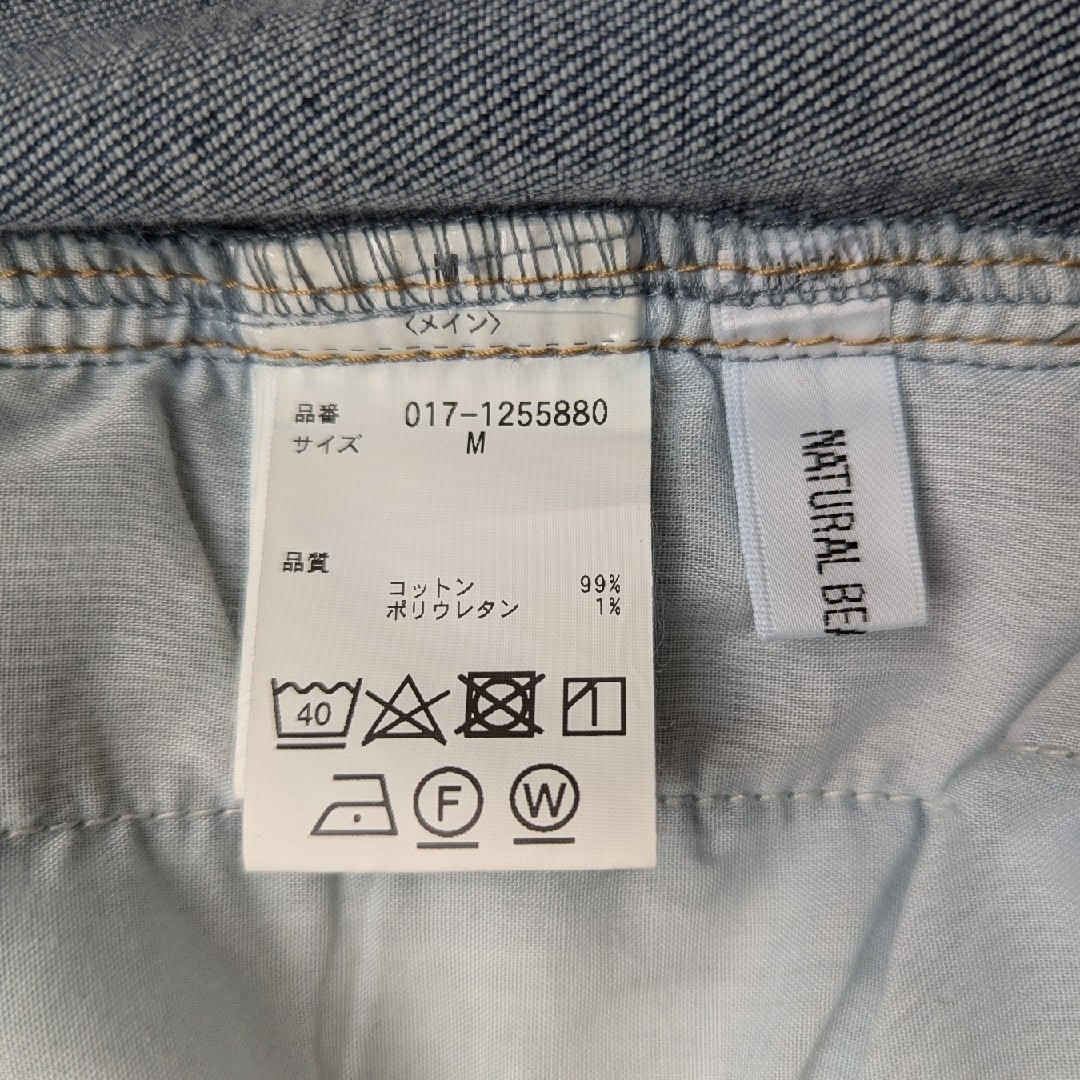 M
〈メイン〉
品番 017-1255880
サイズ M
品質
コットン 99%
ポリウレタン 1%
40
1
F
W
NATURAL